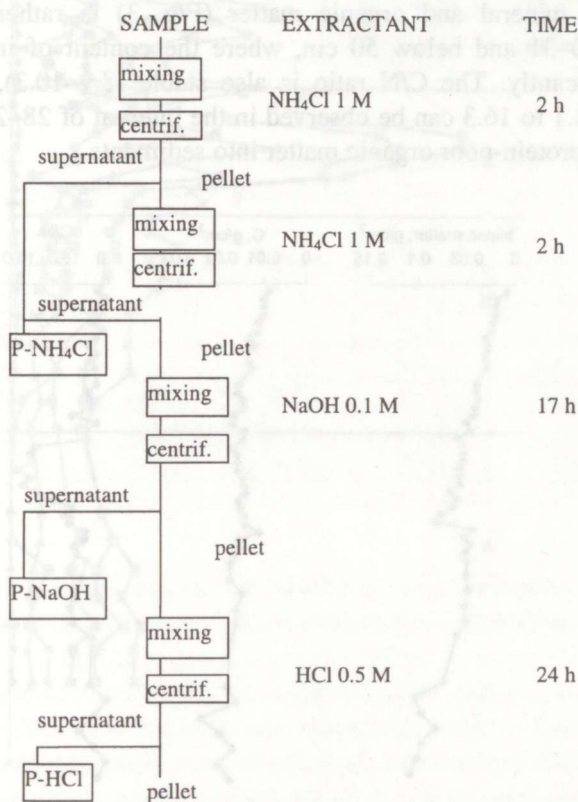 SAMPLE EXTRACTANT TIME
mixing
NH₄Cl 1 M 2 h
centrif.
supernatant
pellet
mixing
NH₄Cl 1 M 2 h
centrif.
supernatant
P-NH₄Cl
pellet
mixing
NaOH 0.1 M 17 h
centrif.
supernatant
pellet
P-NaOH
mixing
HCl 0.5 M 24 h
centrif.
supernatant
P-HCl
pellet